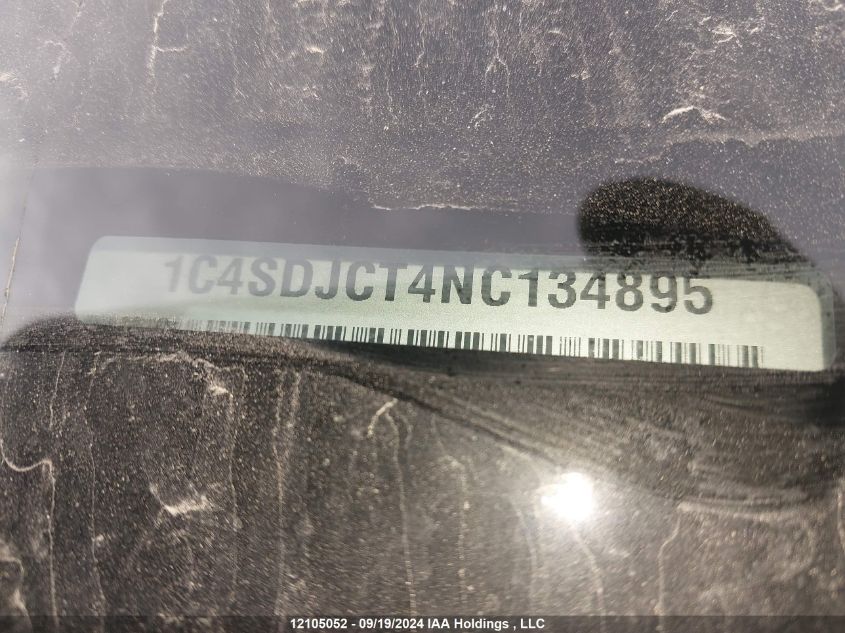 1C4SDJCT4NC134895
12105052 - 09/19/2024 IAA Holdings , LLC